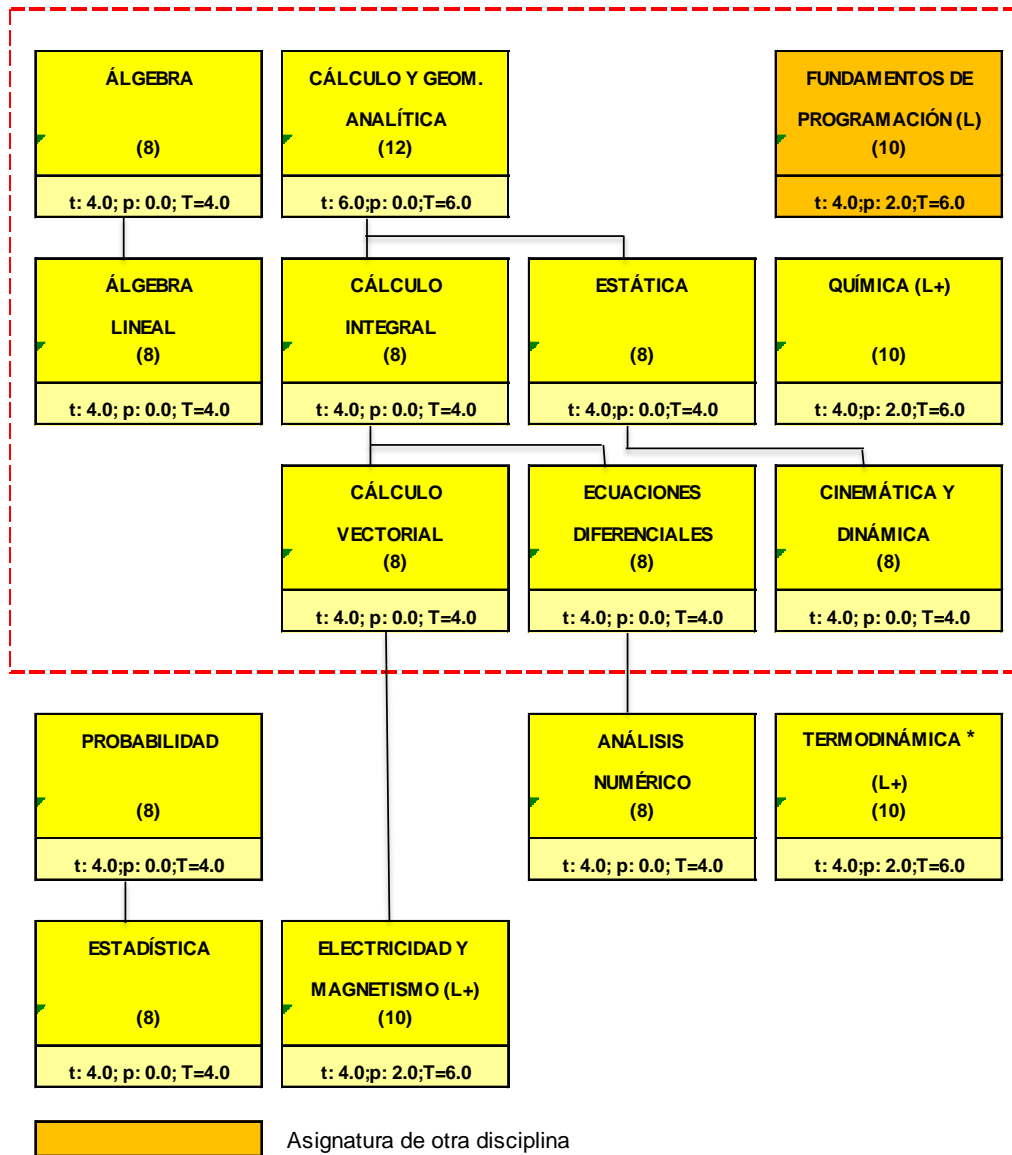 ÁLGEBRA
(8)
t: 4.0; p: 0.0; T=4.0
CÁLCULO Y GEOM.
ANALÍTICA
(12)
t: 6.0;p: 0.0;T=6.0
FUNDAMENTOS DE
PROGRAMACIÓN (L)
(10)
t: 4.0;p: 2.0;T=6.0
ÁLGEBRA
LINEAL
(8)
t: 4.0; p: 0.0; T=4.0
CÁLCULO
INTEGRAL
(8)
t: 4.0; p: 0.0; T=4.0
ESTÁTICA
(8)
t: 4.0;p: 0.0;T=4.0
QUÍMICA (L+)
(10)
t: 4.0;p: 2.0;T=6.0
CÁLCULO
VECTORIAL
(8)
t: 4.0; p: 0.0; T=4.0
ECUACIONES
DIFERENCIALES
(8)
t: 4.0; p: 0.0; T=4.0
CINEMÁTICA Y
DINÁMICA
(8)
t: 4.0; p: 0.0; T=4.0
PROBABILIDAD
(8)
t: 4.0;p: 0.0;T=4.0
ANÁLISIS
NUMÉRICO
(8)
t: 4.0; p: 0.0; T=4.0
TERMODINÁMICA *
(L+)
(10)
t: 4.0;p: 2.0;T=6.0
ESTADÍSTICA
(8)
t: 4.0; p: 0.0; T=4.0
ELECTRICIDAD Y
MAGNETISMO (L+)
(10)
t: 4.0;p: 2.0;T=6.0
Asignatura de otra disciplina